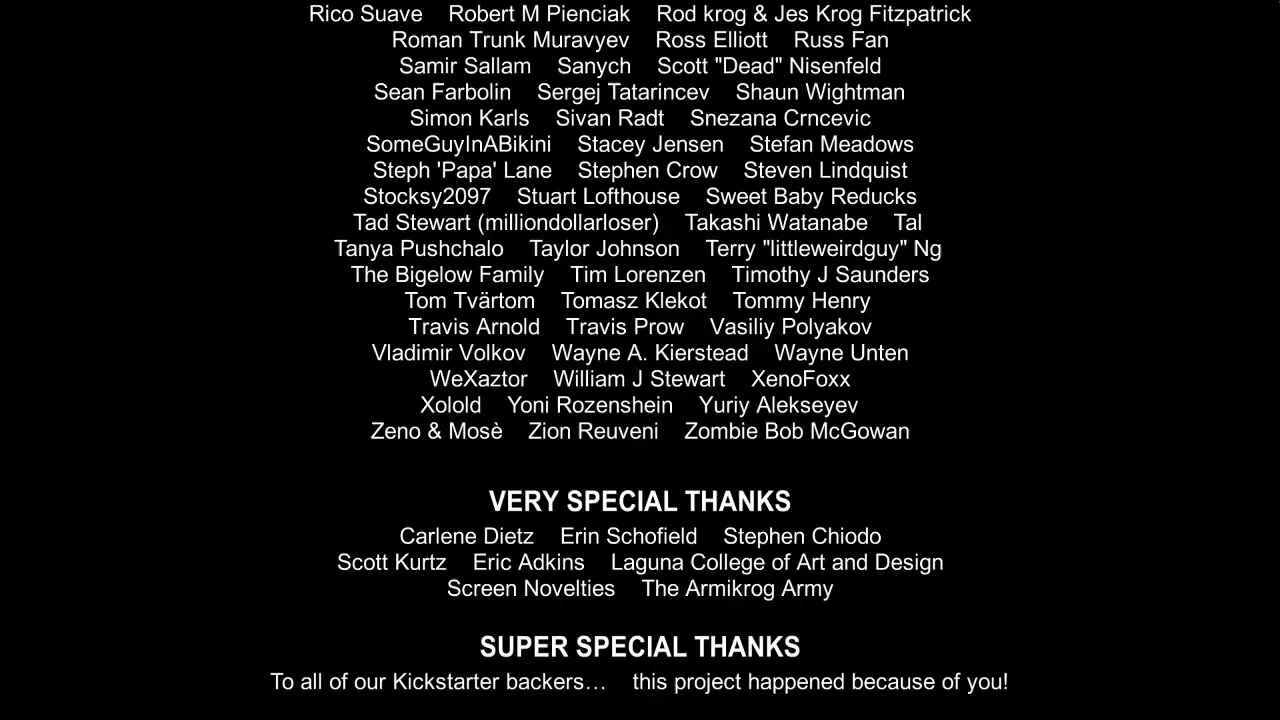 Rico Suave Robert M Pienciak Rod krog & Jes Krog Fitzpatrick
Roman Trunk Muravyev Ross Elliott Russ Fan
Samir Sallam Sanych Scott "Dead" Nisenfeld
Sean Farbolin Sergej Tatarincev Shaun Wightman
Simon Karls Sivan Radt Snezana Crncevic
SomeGuyInABikini Stacey Jensen Stefan Meadows
Steph 'Papa' Lane Stephen Crow Steven Lindquist
Stocksy2097 Stuart Lofthouse Sweet Baby Reducks
Tad Stewart (milliondollarloser) Takashi Watanabe Tal
Tanya Pushchalo Taylor Johnson Terry "littleweirdguy" Ng
The Bigelow Family Tim Lorenzen Timothy J Saunders
Tom Tvärtom Tomasz Klekot Tommy Henry
Travis Arnold Travis Prow Vasiliy Polyakov
Vladimir Volkov Wayne A. Kierstead Wayne Unten
WeXaztor William J Stewart XenoFoxx
Xolold Yoni Rozenshein Yuriy Alekseyev
Zeno & Mosè Zion Reuveni Zombie Bob McGowan
VERY SPECIAL THANKS
Carlene Dietz Erin Schofield Stephen Chiodo
Scott Kurtz Eric Adkins Laguna College of Art and Design
Screen Novelties The Armikrog Army
SUPER SPECIAL THANKS
To all of our Kickstarter backers… this project happened because of you!